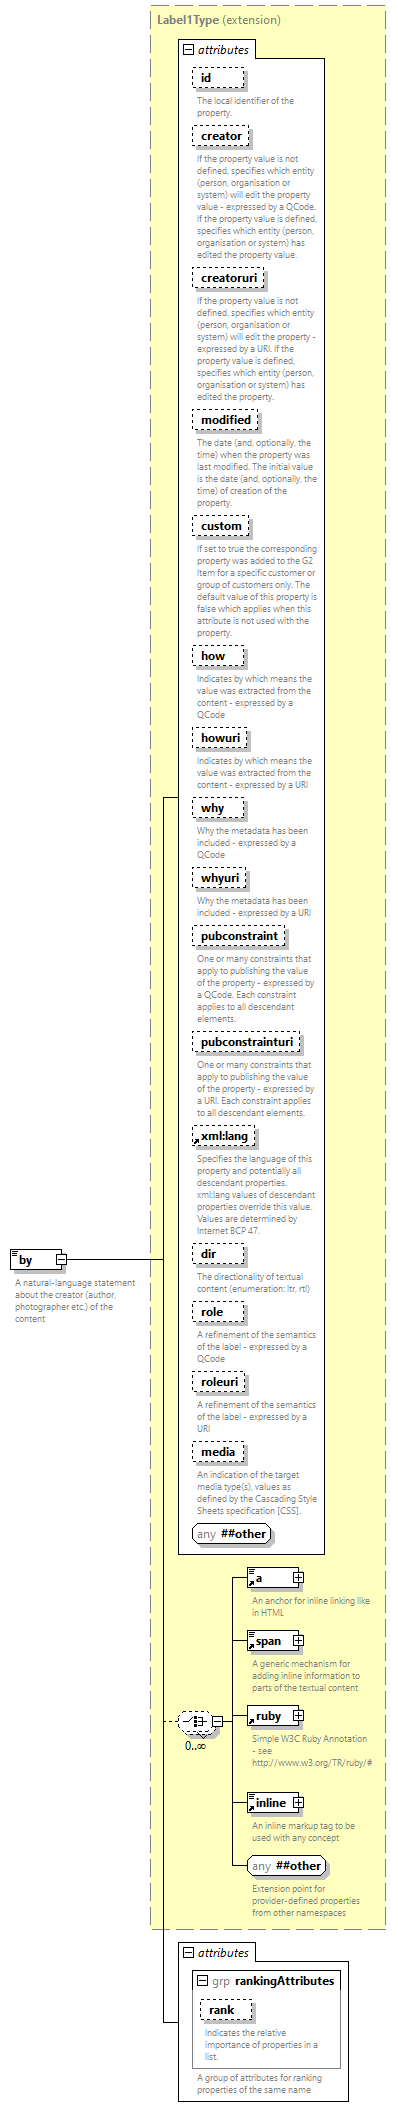 Label1Type (extension)
attributes
id
The local identifier of the
property.
creator
If the property value is not
defined, specifies which entity
(person, organisation or
system) will edit the property
value - expressed by a QCode.
If the property value is defined,
specifies which entity (person,
organisation or system) has
edited the property value.
creatoruri
If the property value is not
defined, specifies which entity
(person, organisation or
system) will edit the property -
expressed by a URI. If the
property value is defined,
specifies which entity (person,
organisation or system) has
edited the property.
modified
The date (and, optionally, the
time) when the property was
last modified. The initial value
is the date (and, optionally, the
time) of creation of the
property.
custom
If set to true the corresponding
property was added to the G2
Item for a specific customer or
group of customers only. The
default value of this property is
false which applies when this
attribute is not used with the
property.
how
Indicates by which means the
value was extracted from the
content - expressed by a
QCode
howuri
Indicates by which means the
value was extracted from the
content - expressed by a URI
why
Why the metadata has been
included - expressed by a
QCode
whyuri
Why the metadata has been
included - expressed by a URI
pubconstraint
One or many constraints that
apply to publishing the value
of the property - expressed by
a QCode. Each constraint
applies to all descendant
elements.
pubconstrainturi
One or many constraints that
apply to publishing the value
of the property - expressed by
a URI. Each constraint applies
to all descendant elements.
xml:lang
Specifies the language of this
property and potentially all
descendant properties.
xml:lang values of descendant
properties override this value.
Values are determined by
Internet BCP 47.
by
A natural-language statement
about the creator (author,
photographer etc.) of the
content
dir
The directionality of textual
content (enumeration: ltr, rtl)
role
A refinement of the semantics
of the label - expressed by a
QCode
roleuri
A refinement of the semantics
of the label - expressed by a
URI
media
An indication of the target
media type(s), values as
defined by the Cascading Style
Sheets specification [CSS].
any ##other
a
An anchor for inline linking like
in HTML
span
A generic mechanism for
adding inline information to
parts of the textual content
ruby
Simple W3C Ruby Annotation
- see
http://www.w3.org/TR/ruby/#
0..∞
inline
An inline markup tag to be
used with any concept
any ##other
Extension point for
provider-defined properties
from other namespaces
attributes
grp rankingAttributes
rank
Indicates the relative
importance of properties in a
list.
A group of attributes for ranking
properties of the same name